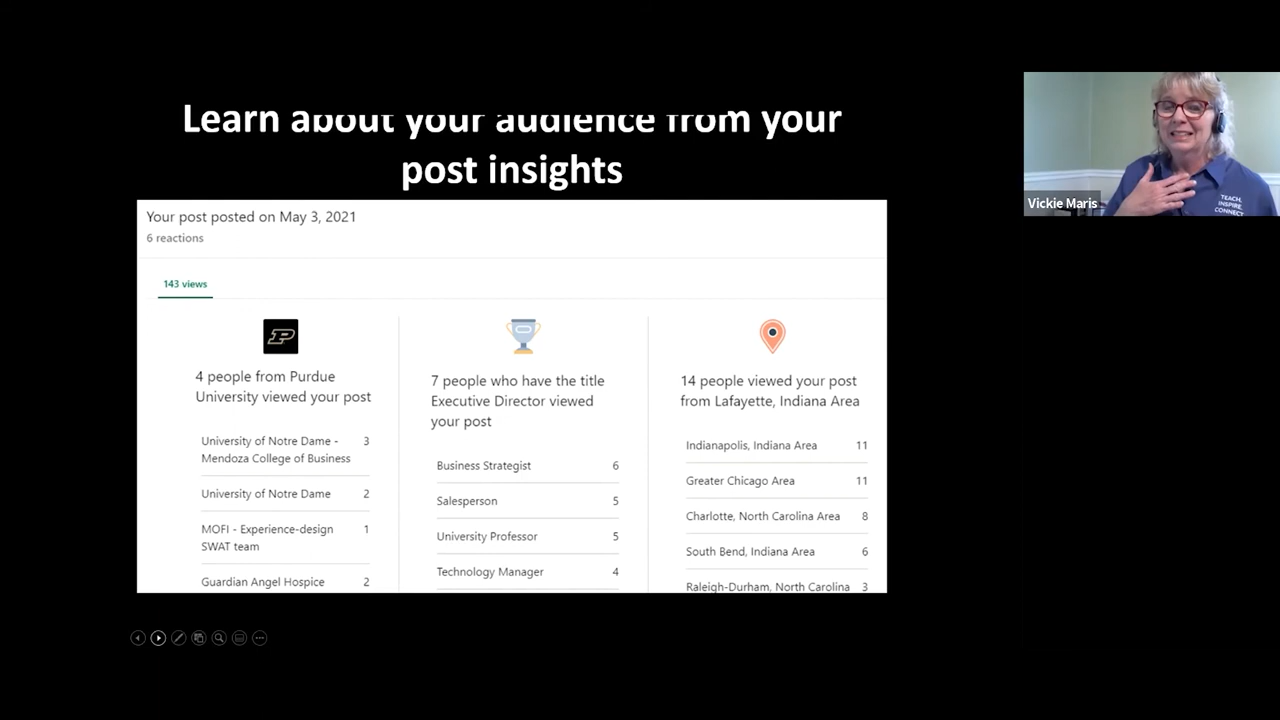 Learn about your audience from your
post insights
Your post posted on May 3, 2021
6 reactions
143 views
P
4 people from Purdue
University viewed your post
University of Notre Dame - 3
Mendoza College of Business
University of Notre Dame 2
MOFI - Experience-design 1
SWAT team
Guardian Angel Hospice 2
7 people who have the title
Executive Director viewed
your post
Business Strategist 6
Salesperson 5
University Professor 5
Technology Manager 4
14 people viewed your post
from Lafayette, Indiana Area
Indianapolis, Indiana Area 11
Greater Chicago Area 11
Charlotte, North Carolina Area 8
South Bend, Indiana Area 6
Raleigh-Durham, North Carolina 3
Vickie Maris
TEACH.
INSPIRE.
CONNECT